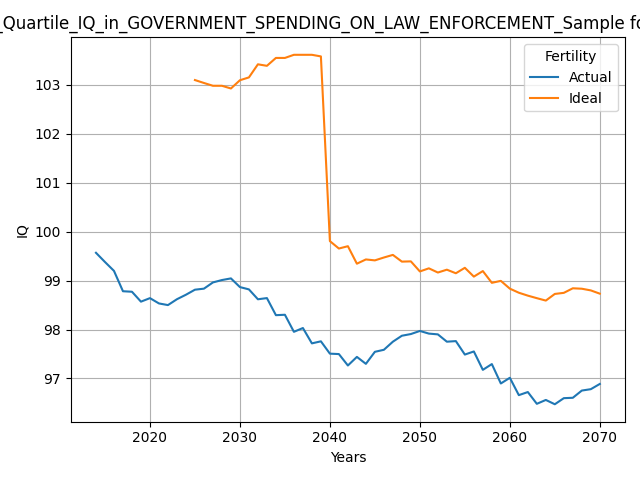 _Quartile_IQ_in_GOVERNMENT_SPENDING_ON_LAW_ENFORCEMENT_Sample fo
Fertility
Actual
Ideal
103
102
101
100
99
98
97
IQ
2020 2030 2040 2050 2060 2070
Years